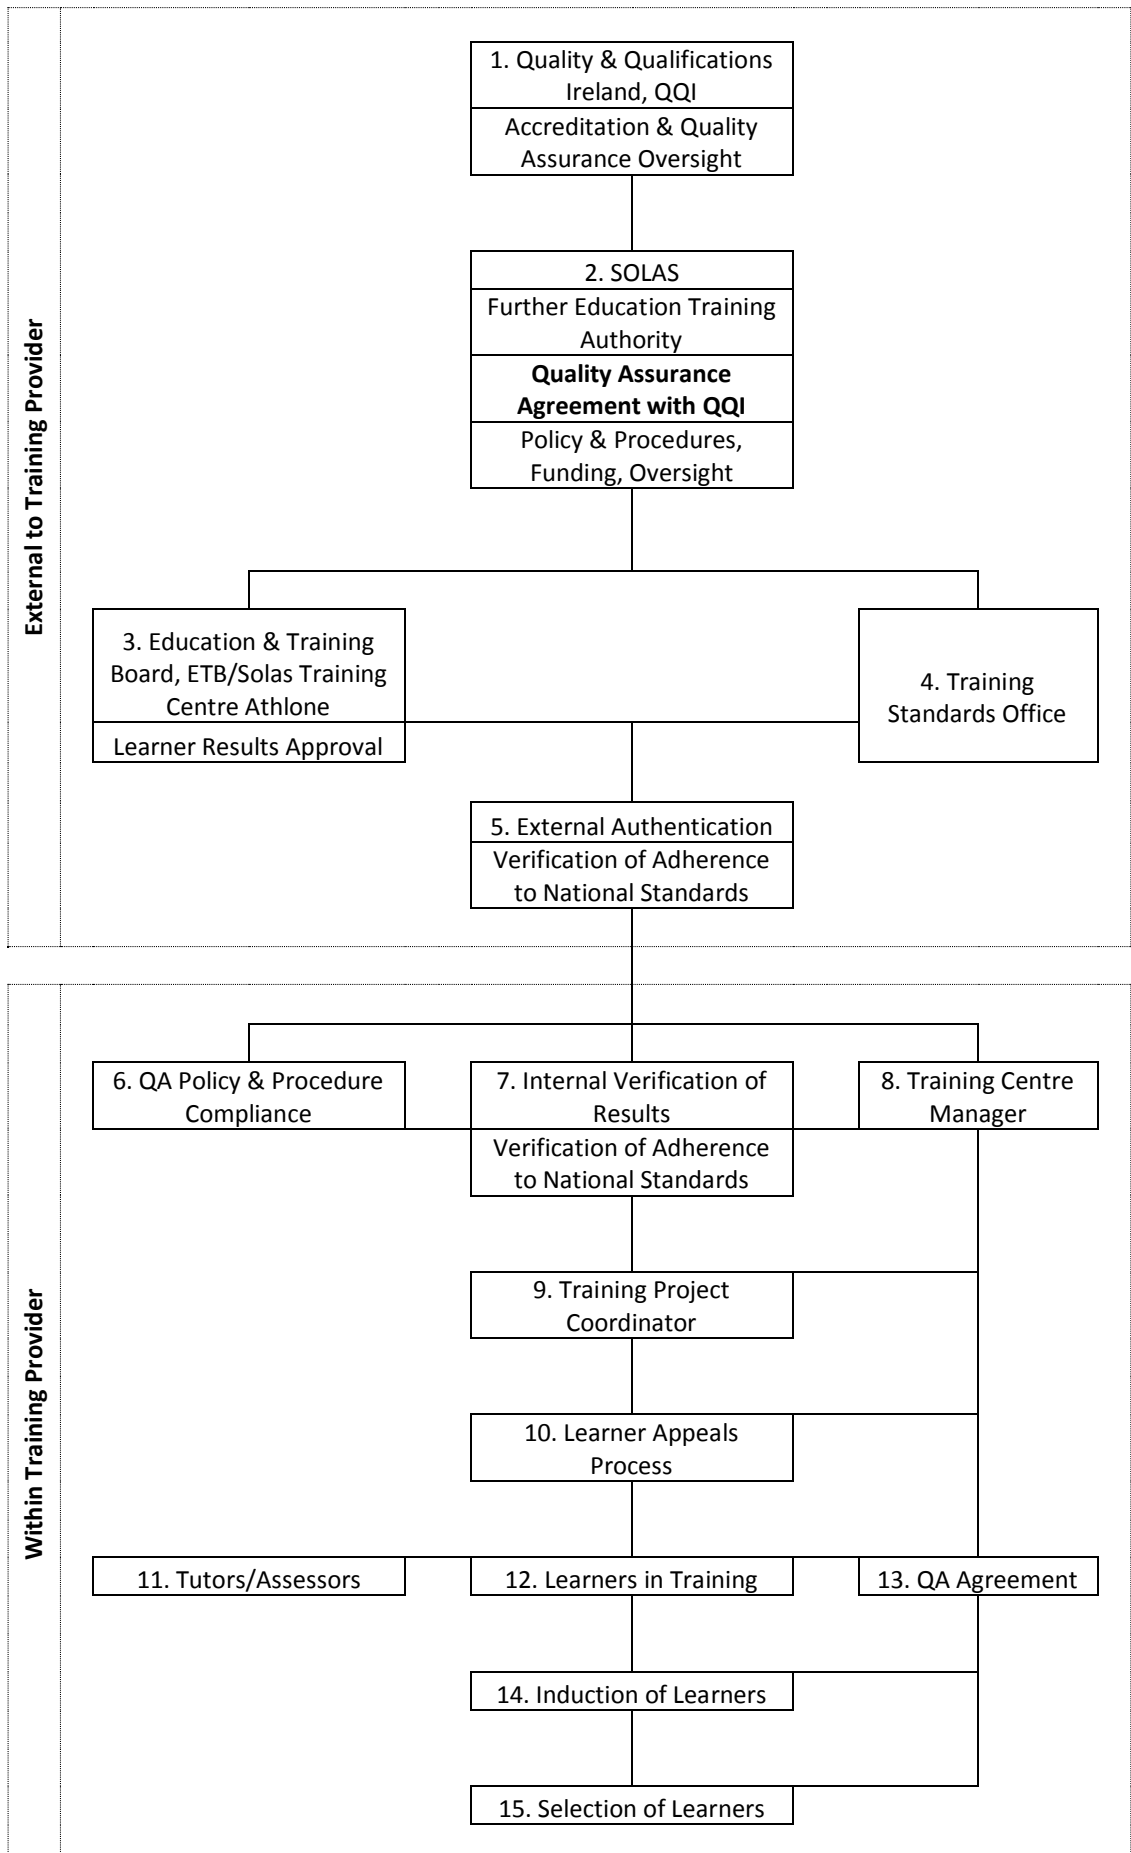 External to Training Provider
1. Quality & Qualifications
Ireland, QQI
Accreditation & Quality
Assurance Oversight
2. SOLAS
Further Education Training
Authority
Quality Assurance
Agreement with QQI
Policy & Procedures,
Funding, Oversight
3. Education & Training
Board, ETB/Solas Training
Centre Athlone
Learner Results Approval
4. Training
Standards Office
5. External Authentication
Verification of Adherence
to National Standards
Within Training Provider
6. QA Policy & Procedure
Compliance
7. Internal Verification of
Results
Verification of Adherence
to National Standards
8. Training Centre
Manager
9. Training Project
Coordinator
10. Learner Appeals
Process
11. Tutors/Assessors
12. Learners in Training
13. QA Agreement
14. Induction of Learners
15. Selection of Learners